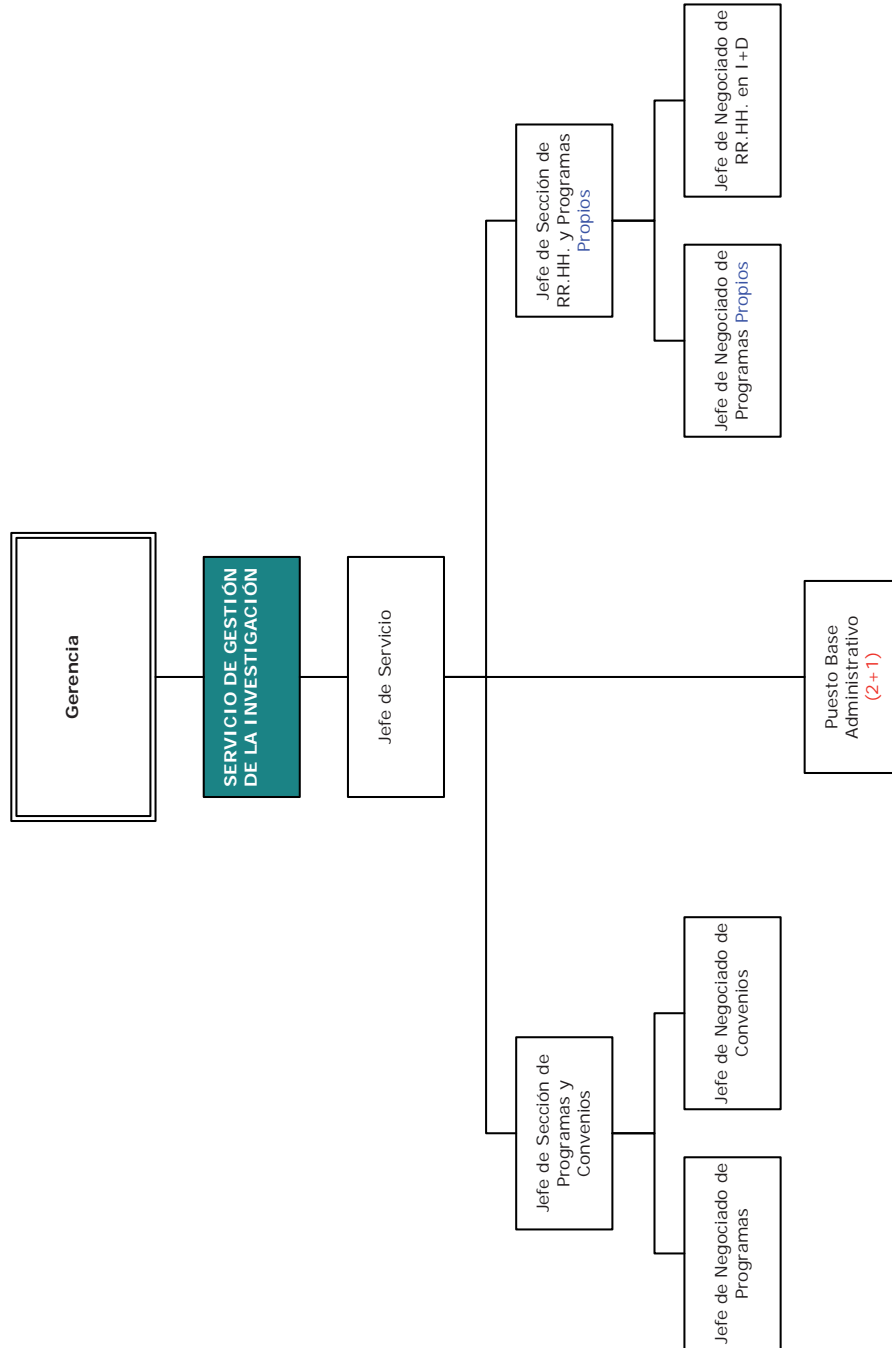 Gerencia
SERVICIO DE GESTIÓN
DE LA INVESTIGACIÓN
Jefe de Servicio
Jefe de Sección de
Programas y
Convenios
Jefe de Sección de
RR.HH. y Programas
Propios
Jefe de Negociado de
Programas
Jefe de Negociado de
Convenios
Jefe de Negociado de
Programas Propios
Jefe de Negociado de
RR.HH. en I+D
Puesto Base
Administrativo
(2+1)